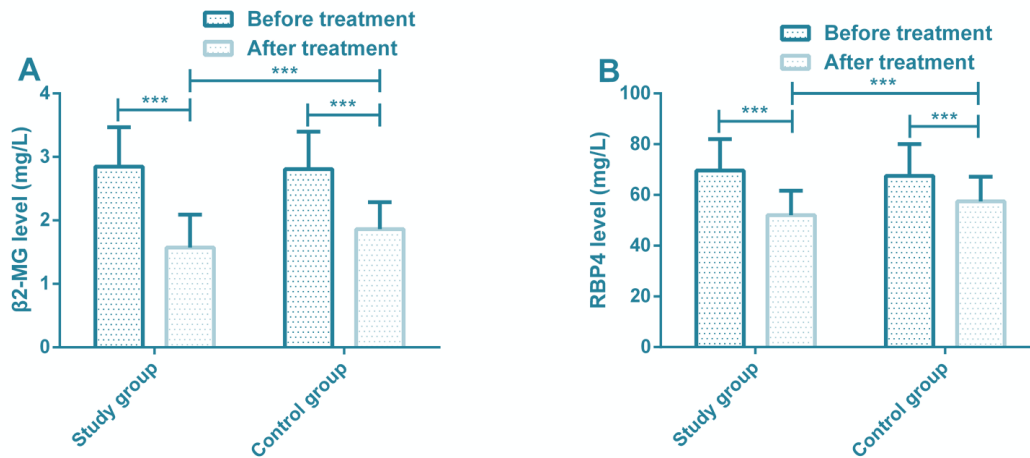 A
Before treatment
After treatment
***
***
***
4
3
2
1
0
β2-MG level (mg/L)
Study group
Control group
B
Before treatment
After treatment
***
***
***
100
80
60
40
20
0
RBP4 level (mg/L)
Study group
Control group